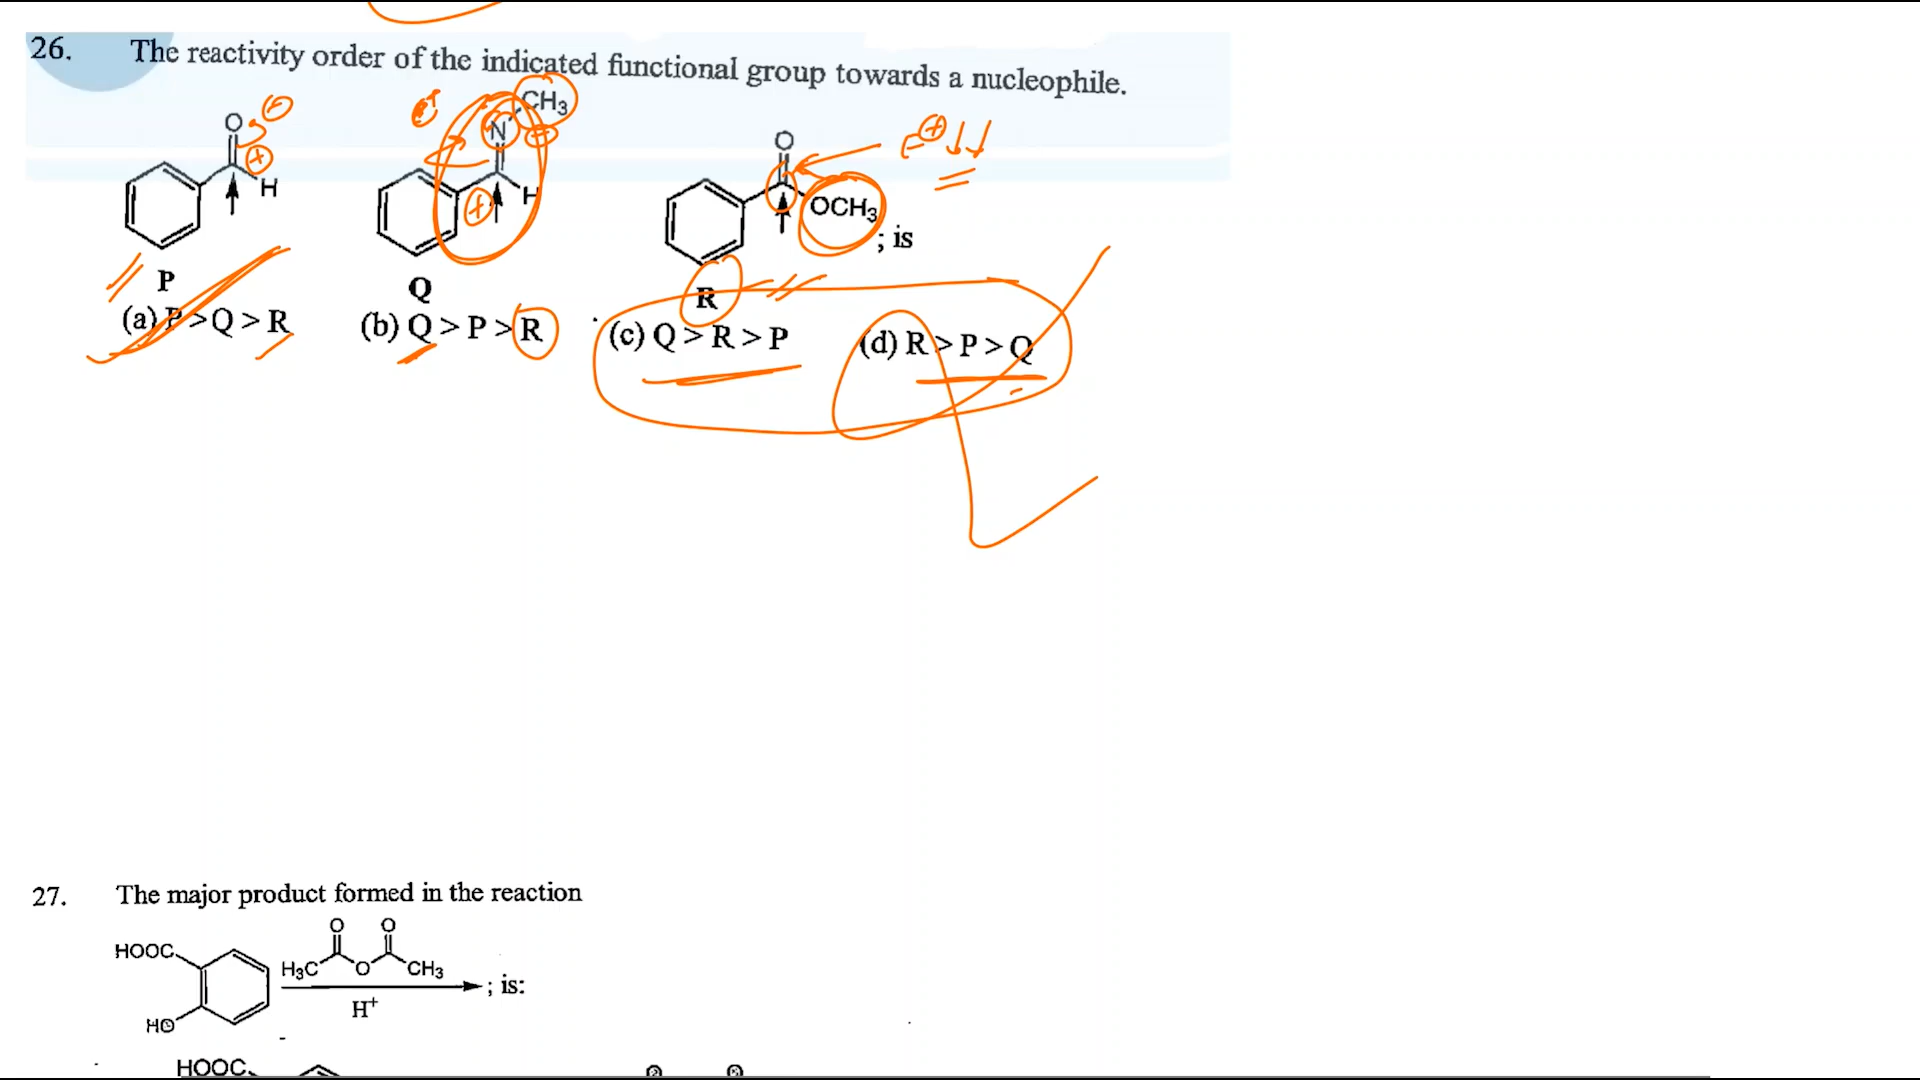 26. The reactivity order of the indicated functional group towards a nucleophile.
O ⊖
⊕
H
P
CH3
N
⊕
H
Q
O
OCH3
; is
R
(a) P > Q > R (b) Q > P > R (c) Q > R > P (d) R > P > Q
27. The major product formed in the reaction
HOOC
HO
O O
H3C O CH3
H+
; is:
HOOC